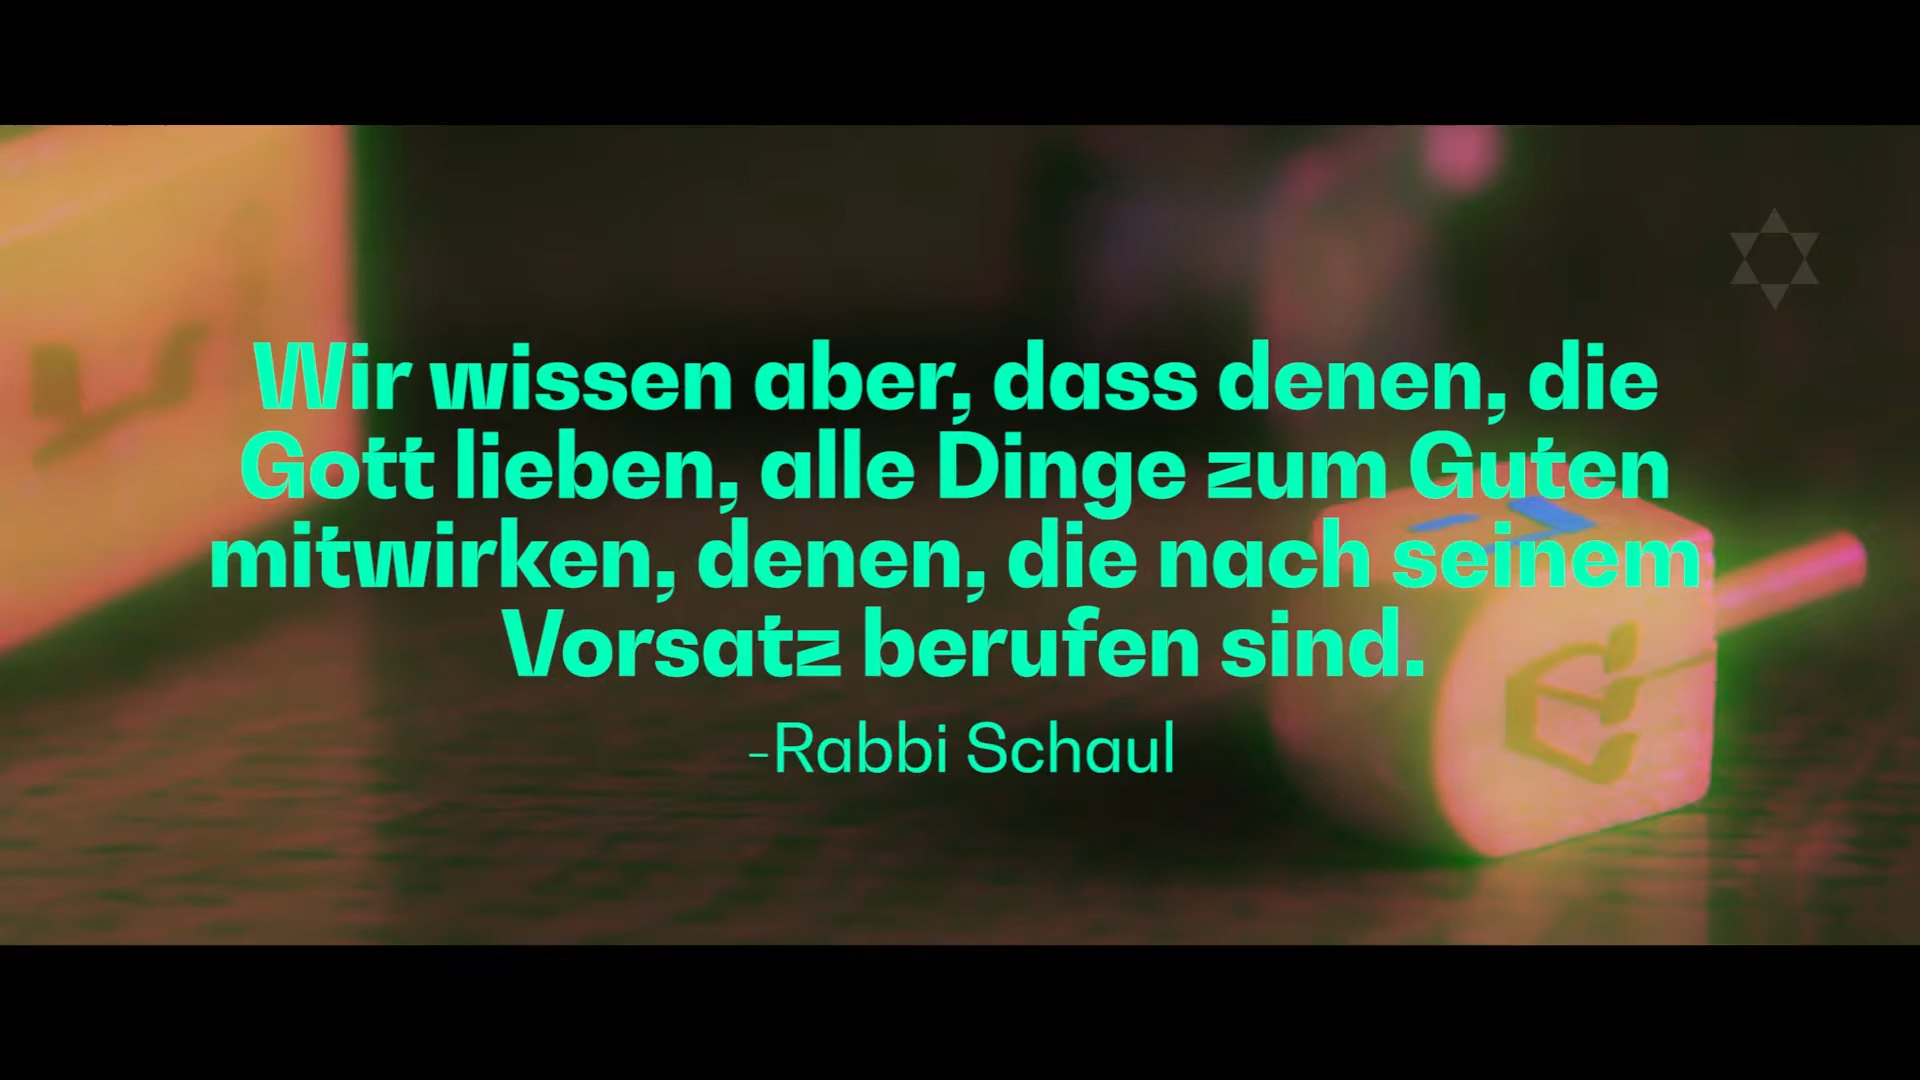 Wir wissen aber, dass denen, die
Gott lieben, alle Dinge zum Guten
mitwirken, denen, die nach seinem
Vorsatz berufen sind.
-Rabbi Schaul